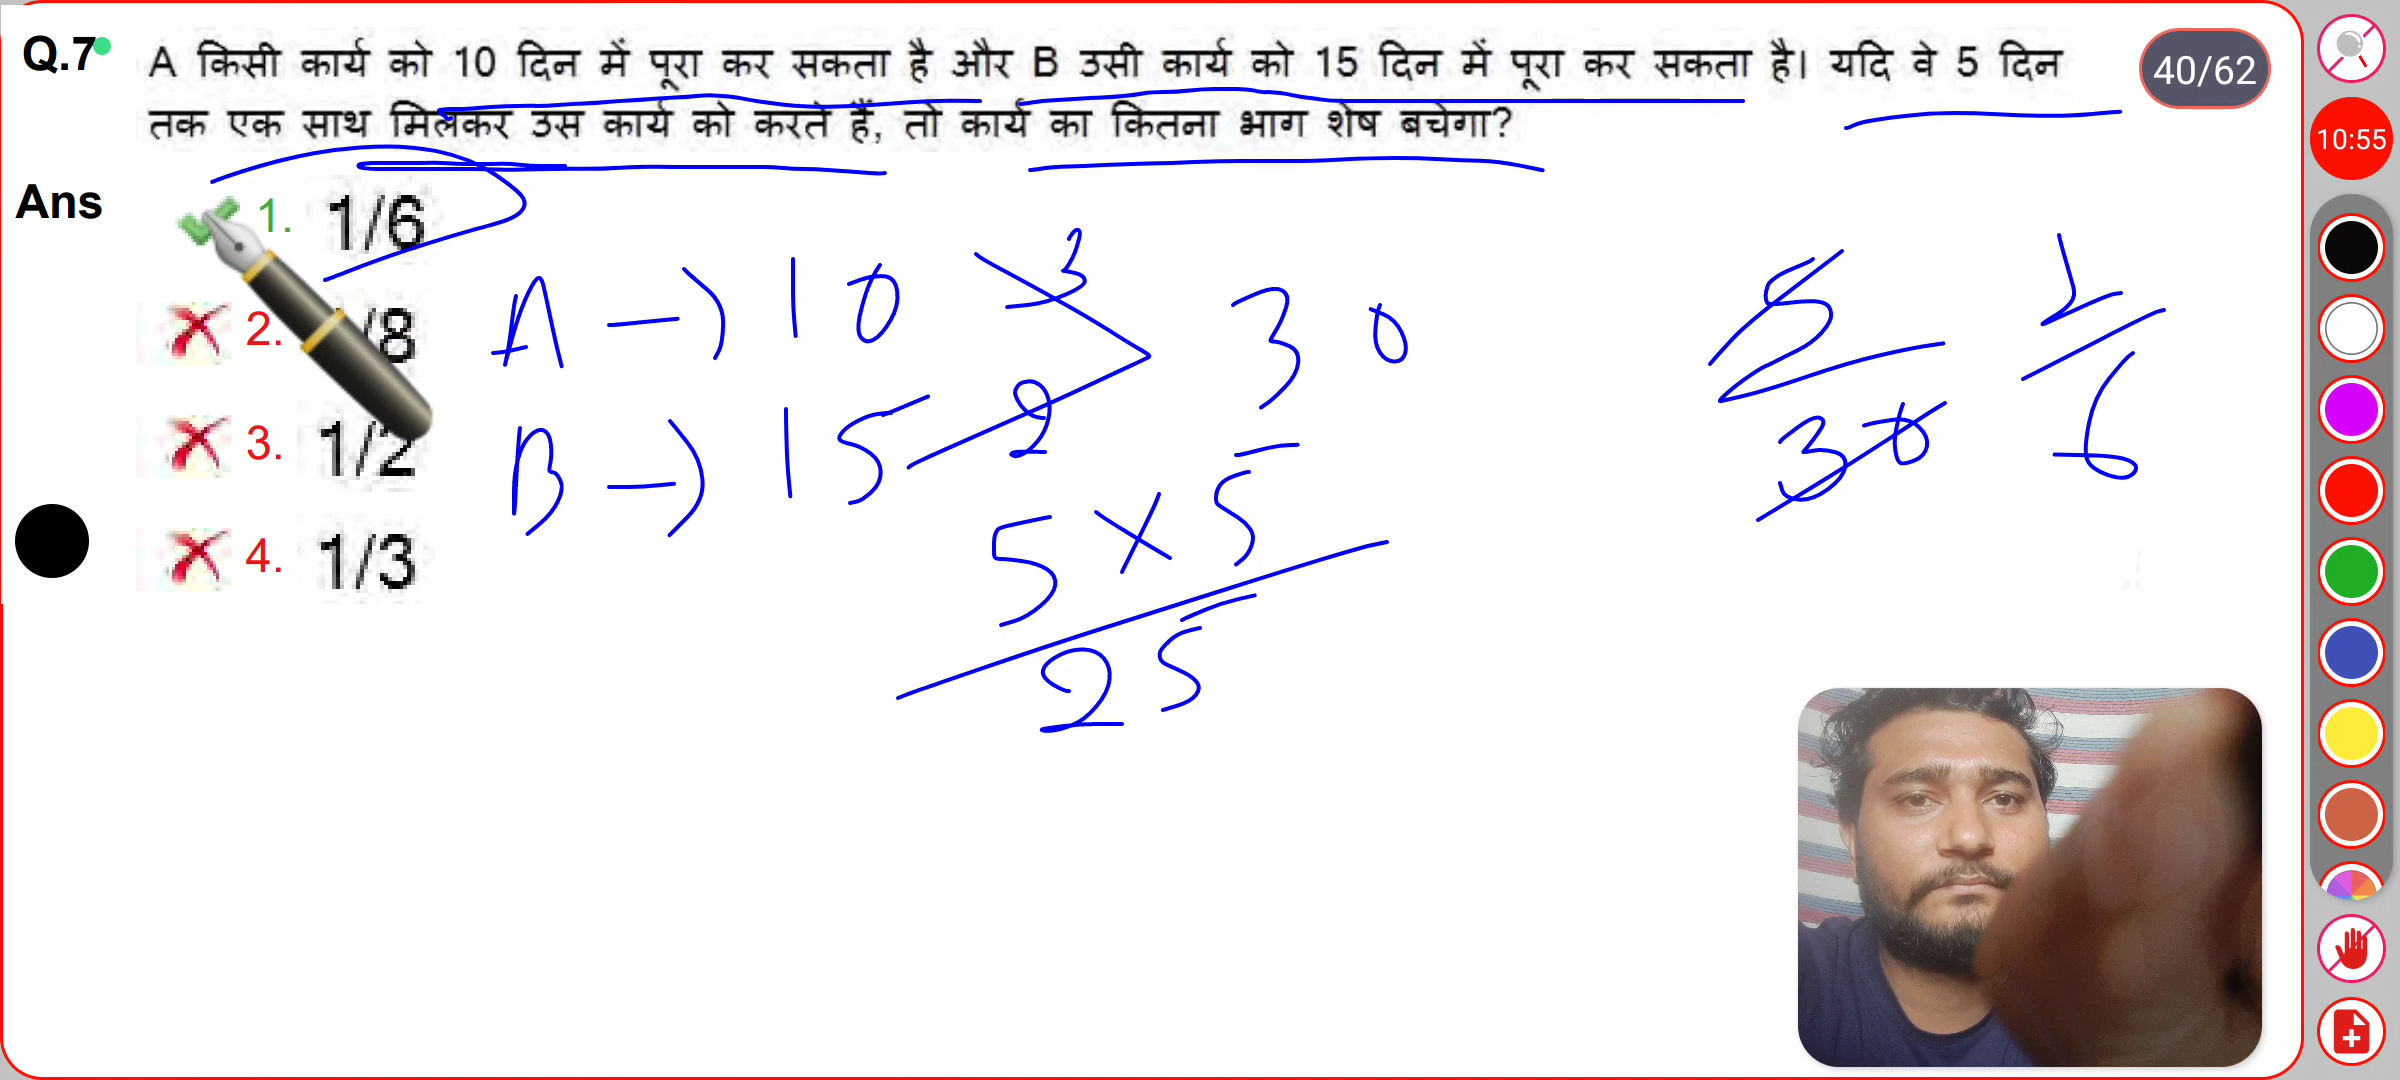 Q.7 A किसी कार्य को 10 दिन में पूरा कर सकता है और B उसी कार्य को 15 दिन में पूरा कर सकता है। यदि वे 5 दिन
तक एक साथ मिलकर उस कार्य को करते हैं, तो कार्य का कितना भाग शेष बचेगा?
40/62
10:55
Ans
1. 1/6
2. /8
3. 1/2
4. 1/3
A → 10 3
30
B → 15 2
5
5 × 5
25
5 1
30 6